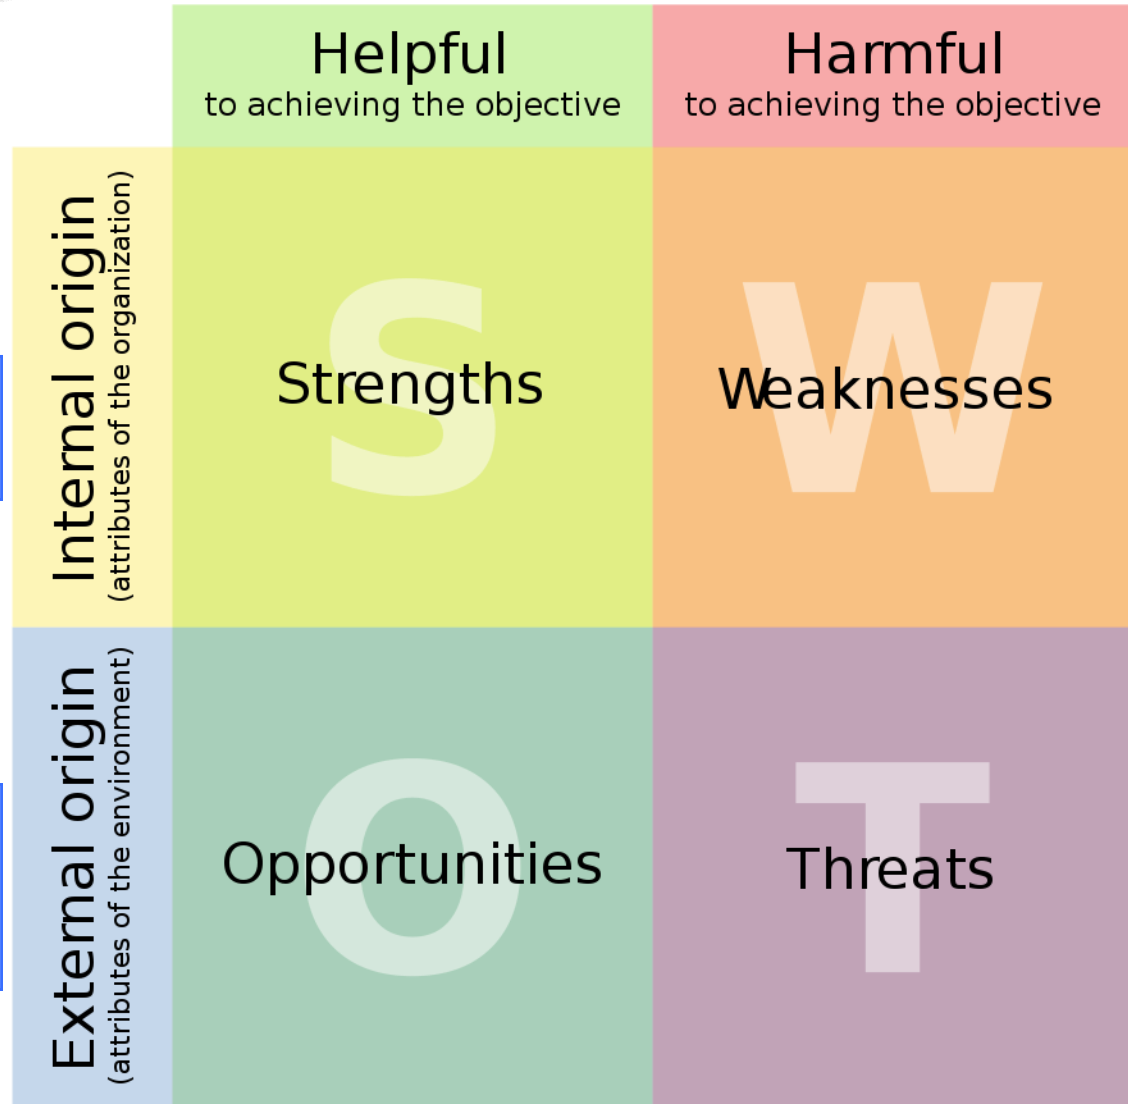 Helpful
to achieving the objective
Harmful
to achieving the objective
Internal origin
(attributes of the organization)
S
Strengths
W
Weaknesses
External origin
(attributes of the environment)
O
Opportunities
T
Threats